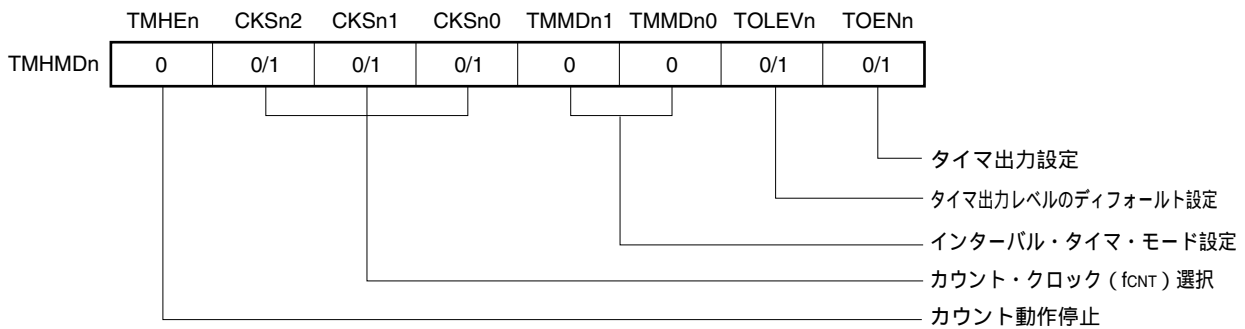 TMHEn CKSn2 CKSn1 CKSn0 TMMDn1 TMMDn0 TOLEVn TOENn
TMHMDn 0 0/1 0/1 0/1 0 0 0/1 0/1
タイマ出力設定
タイマ出力レベルのディフォールト設定
インターバル・タイマ・モード設定
カウント・クロック（fCNT）選択
カウント動作停止